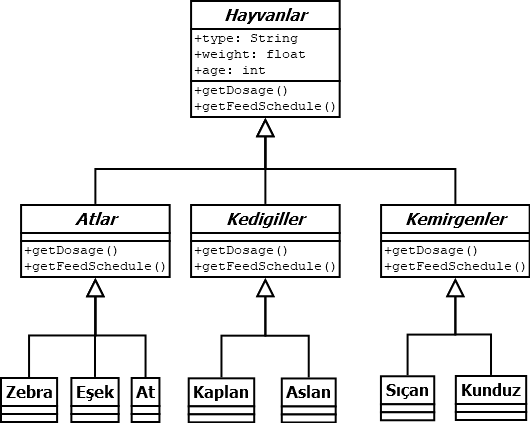 Hayvanlar
+type: String
+weight: float
+age: int
+getDosage()
+getFeedSchedule()
Atlar
+getDosage()
+getFeedSchedule()
Kedigiller
+getDosage()
+getFeedSchedule()
Kemirgenler
+getDosage()
+getFeedSchedule()
Zebra
Eşek
At
Kaplan
Aslan
Sıçan
Kunduz